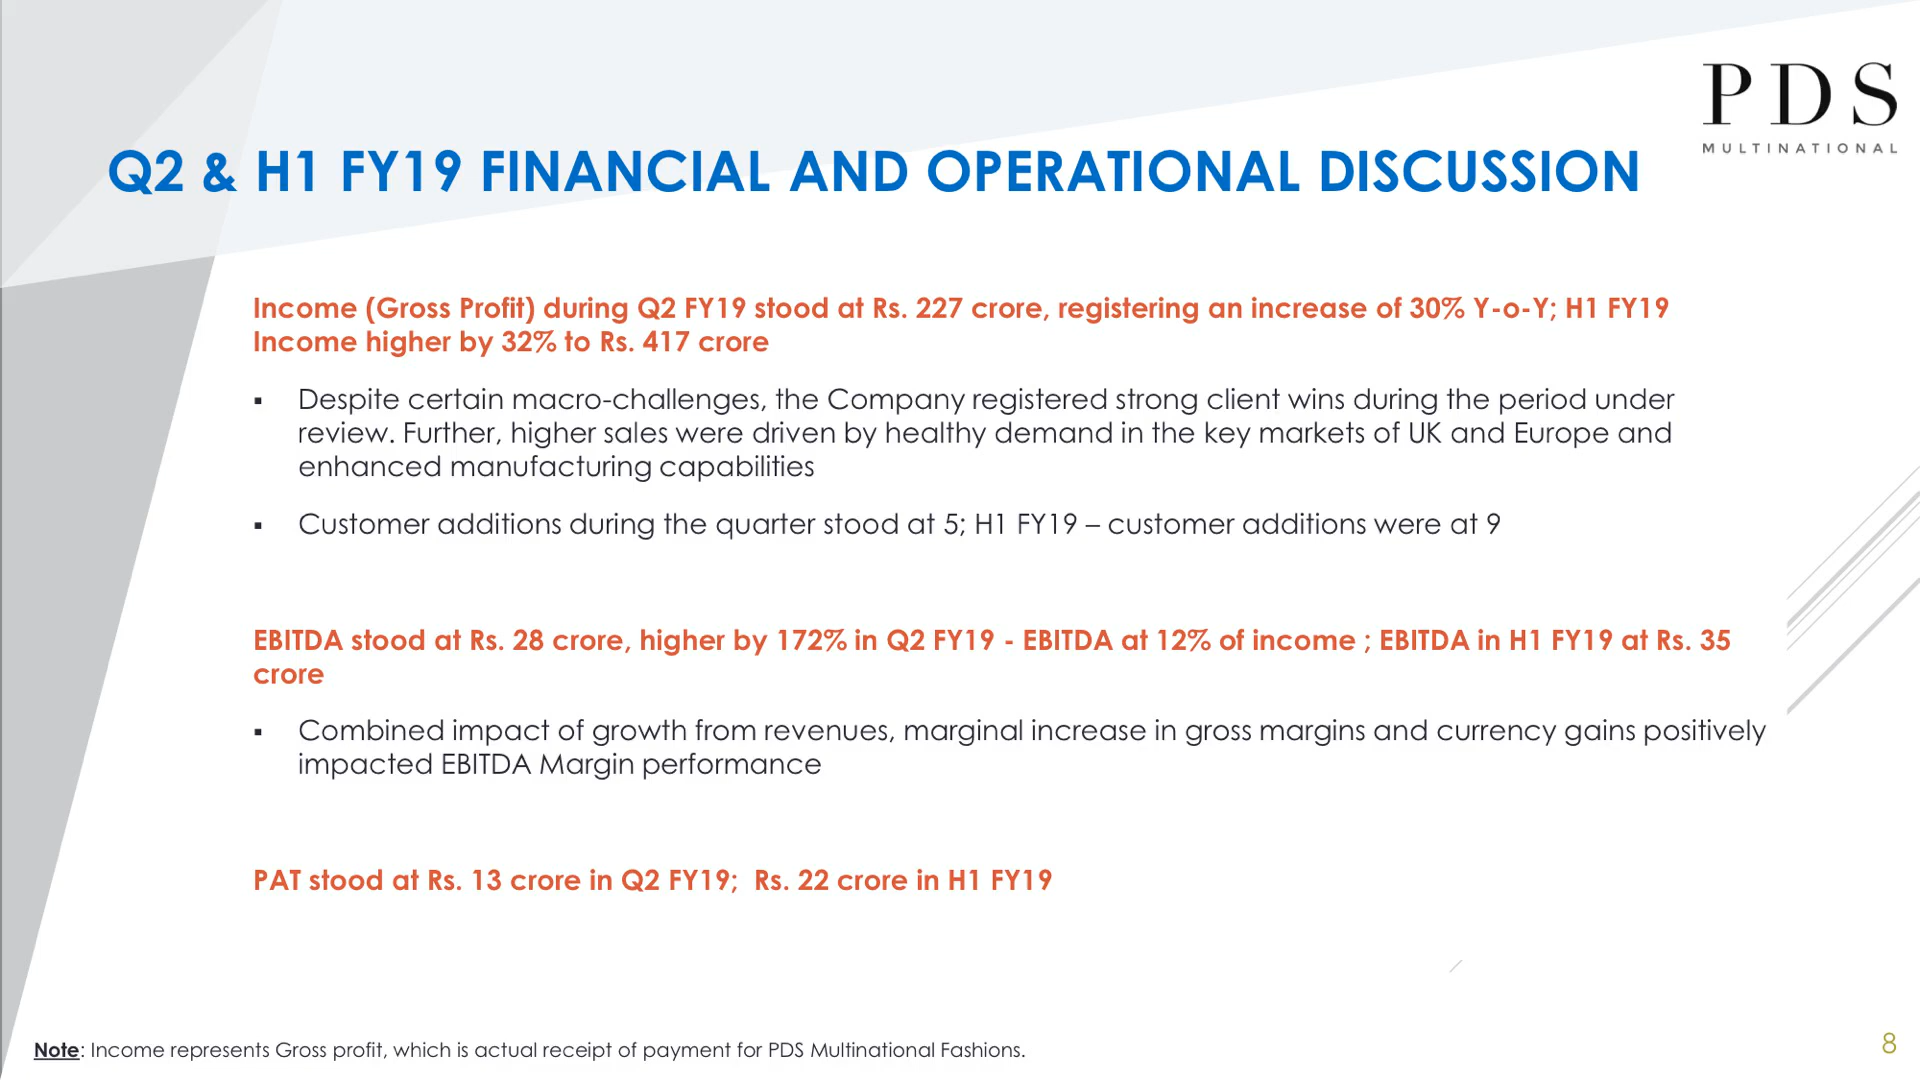 PDS
MULTINATIONAL
Q2 & H1 FY19 FINANCIAL AND OPERATIONAL DISCUSSION
Income (Gross Profit) during Q2 FY19 stood at Rs. 227 crore, registering an increase of 30% Y-o-Y; H1 FY19
Income higher by 32% to Rs. 417 crore
▪ Despite certain macro-challenges, the Company registered strong client wins during the period under
review. Further, higher sales were driven by healthy demand in the key markets of UK and Europe and
enhanced manufacturing capabilities
▪ Customer additions during the quarter stood at 5; H1 FY19 – customer additions were at 9
EBITDA stood at Rs. 28 crore, higher by 172% in Q2 FY19 - EBITDA at 12% of income ; EBITDA in H1 FY19 at Rs. 35
crore
▪ Combined impact of growth from revenues, marginal increase in gross margins and currency gains positively
impacted EBITDA Margin performance
PAT stood at Rs. 13 crore in Q2 FY19;  Rs. 22 crore in H1 FY19
Note: Income represents Gross profit, which is actual receipt of payment for PDS Multinational Fashions.
8